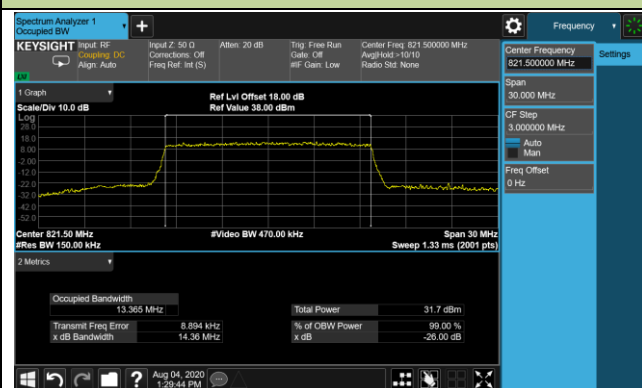 Spectrum Analyzer 1
Occupied BW
Frequency
KEYSIGHT
Input: RF
Coupling: DC
Align: Auto
Input Z: 50 Ω
Corrections: Off
Freq Ref: Int (S)
Atten: 20 dB
Trig: Free Run
Gate: Off
#IF Gain: Low
Center Freq: 821.500000 MHz
Avg|Hold:>10/10
Radio Std: None
LXI
Center Frequency
821.500000 MHz
Settings
Span
30.000 MHz
CF Step
3.000000 MHz
Auto
Man
Freq Offset
0 Hz
1 Graph
Scale/Div 10.0 dB
Ref Lvl Offset 18.00 dB
Ref Value 38.00 dBm
Log
28.0
18.0
8.00
-2.00
-12.0
-22.0
-32.0
-42.0
-52.0
Center 821.50 MHz
#Res BW 150.00 kHz
#Video BW 470.00 kHz
Span 30 MHz
Sweep 1.33 ms (2001 pts)
2 Metrics
Occupied Bandwidth
13.365 MHz
Total Power 31.7 dBm
Transmit Freq Error 8.894 kHz
% of OBW Power 99.00 %
x dB Bandwidth 14.36 MHz
x dB -26.00 dB
?
Aug 04, 2020
1:29:44 PM